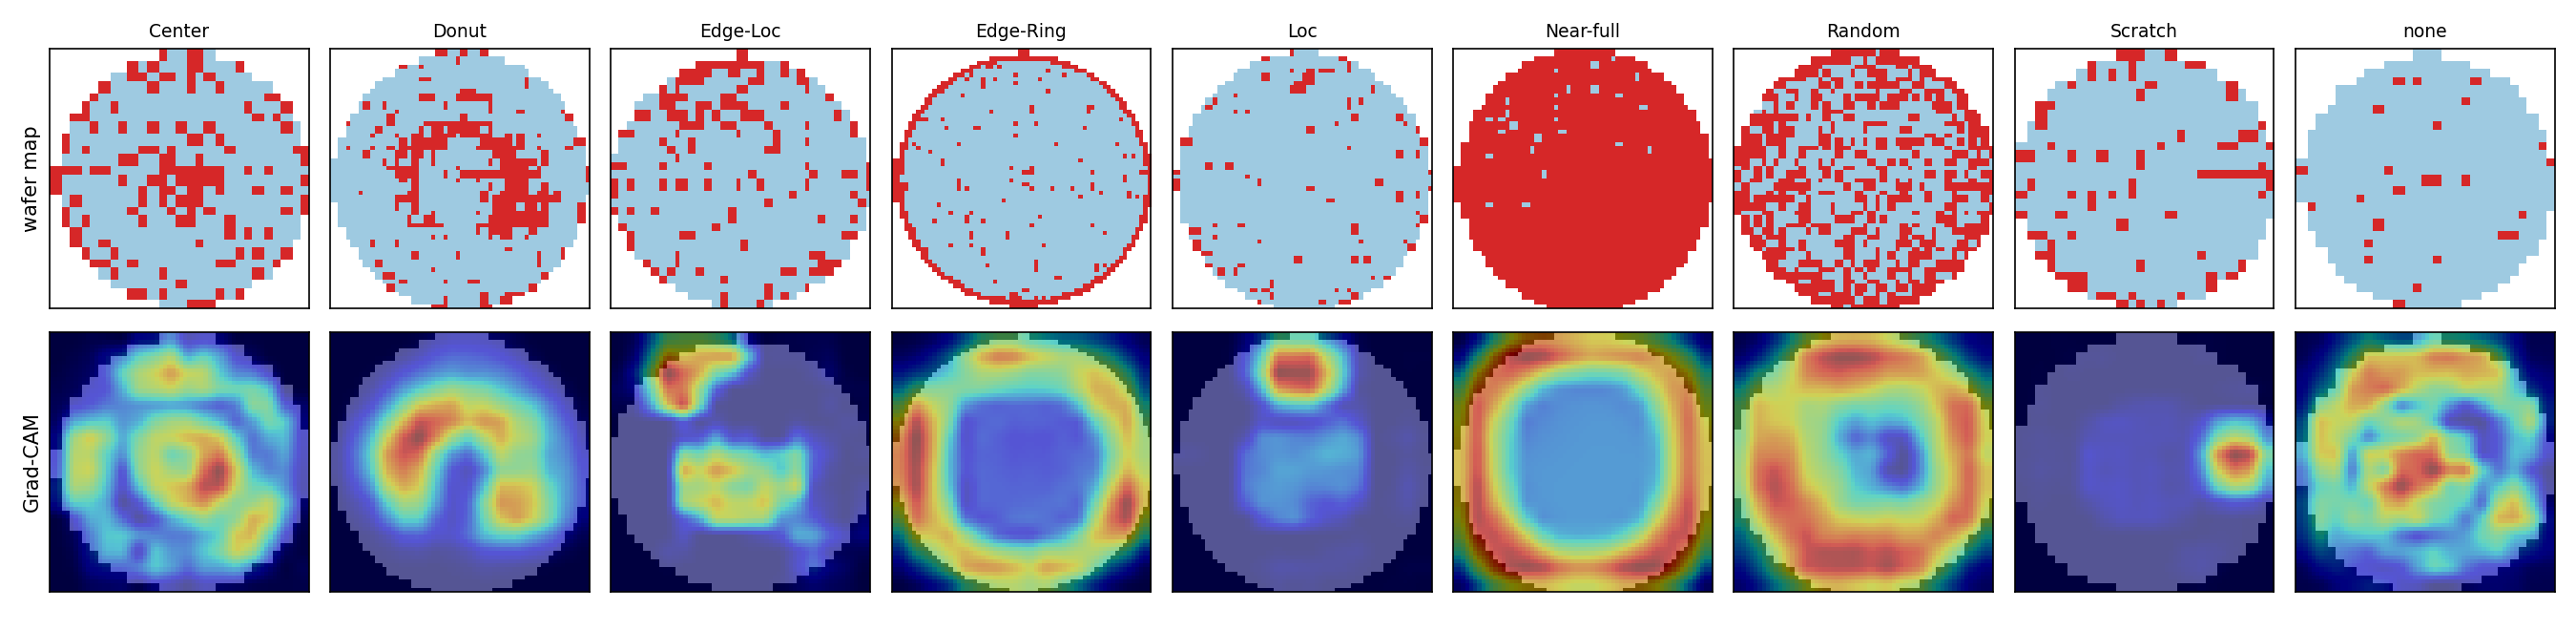 Center Donut Edge-Loc Edge-Ring Loc Near-full Random Scratch none
wafer map
Grad-CAM